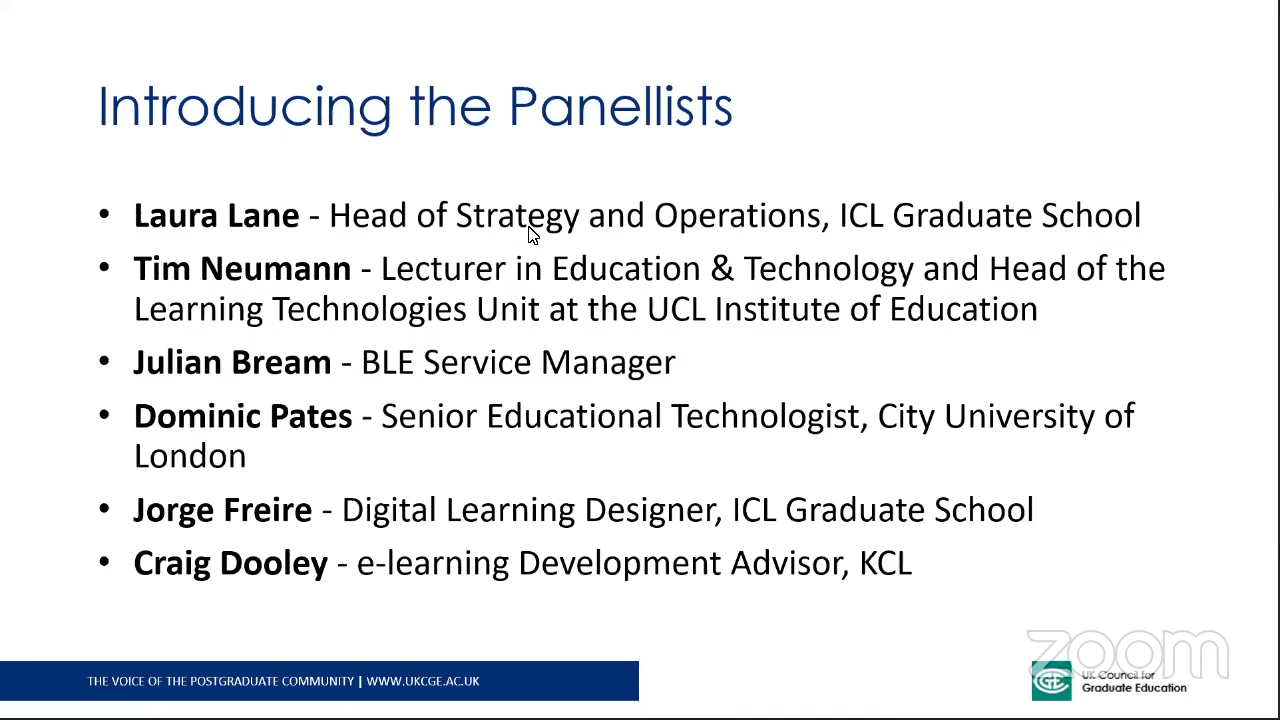 Introducing the Panellists
• Laura Lane - Head of Strategy and Operations, ICL Graduate School
• Tim Neumann - Lecturer in Education & Technology and Head of the
Learning Technologies Unit at the UCL Institute of Education
• Julian Bream - BLE Service Manager
• Dominic Pates - Senior Educational Technologist, City University of
London
• Jorge Freire - Digital Learning Designer, ICL Graduate School
• Craig Dooley - e-learning Development Advisor, KCL
zoom
THE VOICE OF THE POSTGRADUATE COMMUNITY | WWW.UKCGE.AC.UK
UK Council for
Graduate Education